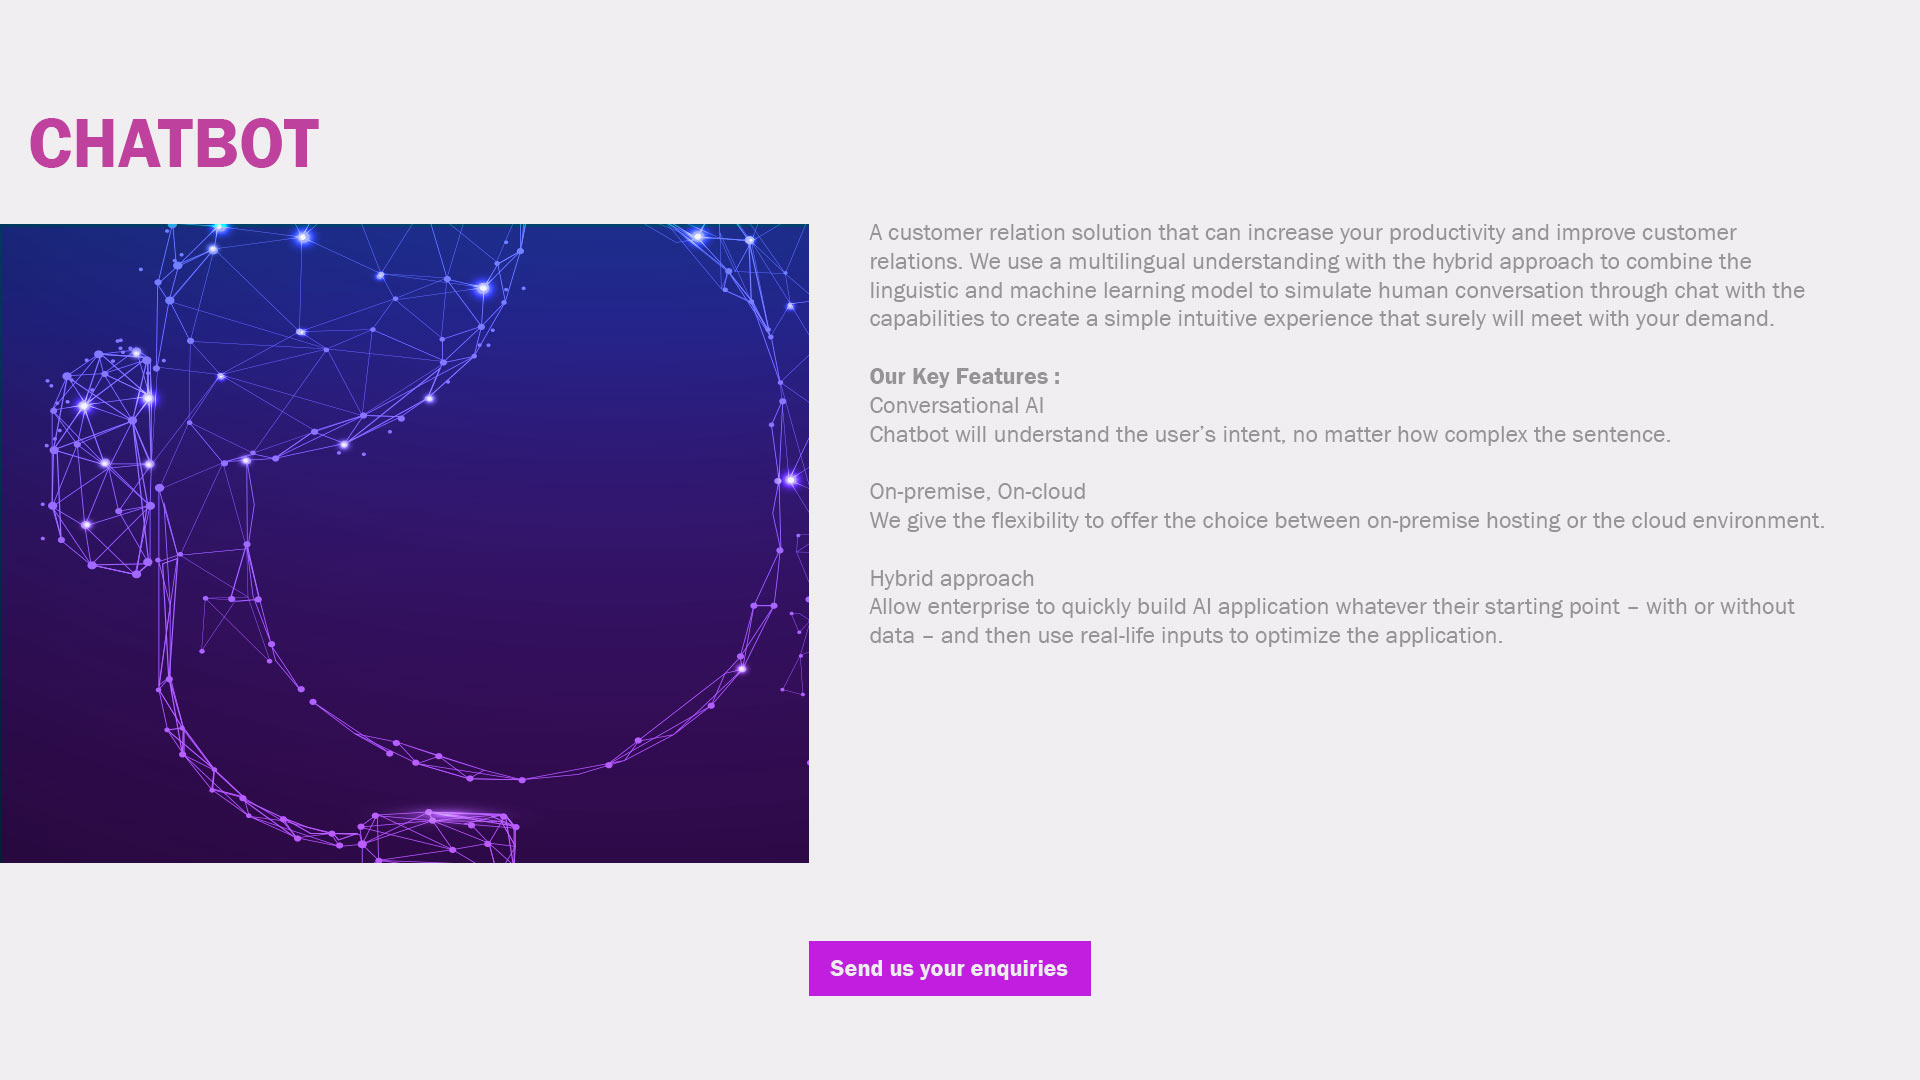 CHATBOT
A customer relation solution that can increase your productivity and improve customer
relations. We use a multilingual understanding with the hybrid approach to combine the
linguistic and machine learning model to simulate human conversation through chat with the
capabilities to create a simple intuitive experience that surely will meet with your demand.
Our Key Features :
Conversational AI
Chatbot will understand the user’s intent, no matter how complex the sentence.
On-premise, On-cloud
We give the flexibility to offer the choice between on-premise hosting or the cloud environment.
Hybrid approach
Allow enterprise to quickly build AI application whatever their starting point – with or without
data – and then use real-life inputs to optimize the application.
Send us your enquiries